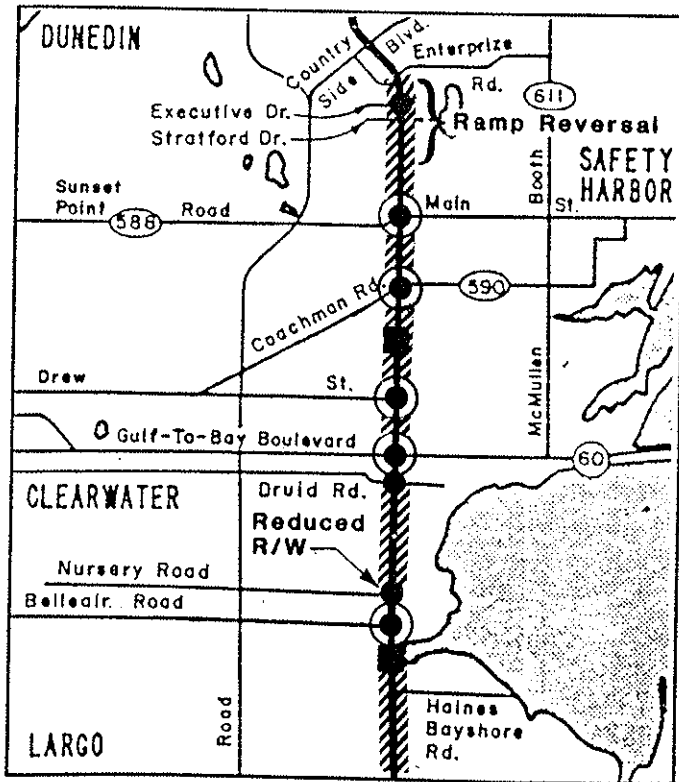 DUNEDIN
Country
Side
Blvd.
Enterprize
Rd.
611
Executive Dr.
Stratford Dr.
Ramp Reversal
SAFETY
HARBOR
Sunset
Point
Road
588
Main
St.
Booth
Coachman Rd.
590
McMullen
Drew
St.
Gulf-To-Bay Boulevard
60
CLEARWATER
Druid Rd.
Reduced
R/W
Nursery Road
Belleair. Road
Road
Haines
Bayshore
Rd.
LARGO